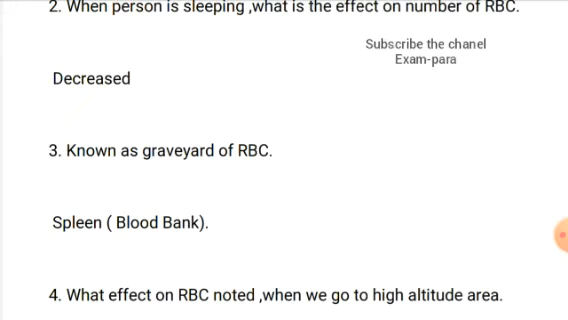 2. When person is sleeping ,what is the effect on number of RBC.
Subscribe the chanel
Exam-para
Decreased
3. Known as graveyard of RBC.
Spleen ( Blood Bank).
4. What effect on RBC noted ,when we go to high altitude area.